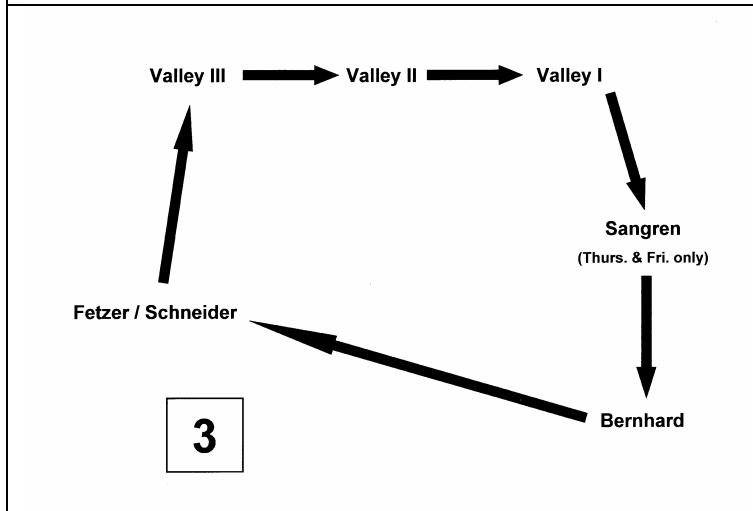 Valley III
Valley II
Valley I
Sangren
(Thurs. & Fri. only)
Fetzer / Schneider
Bernhard
3